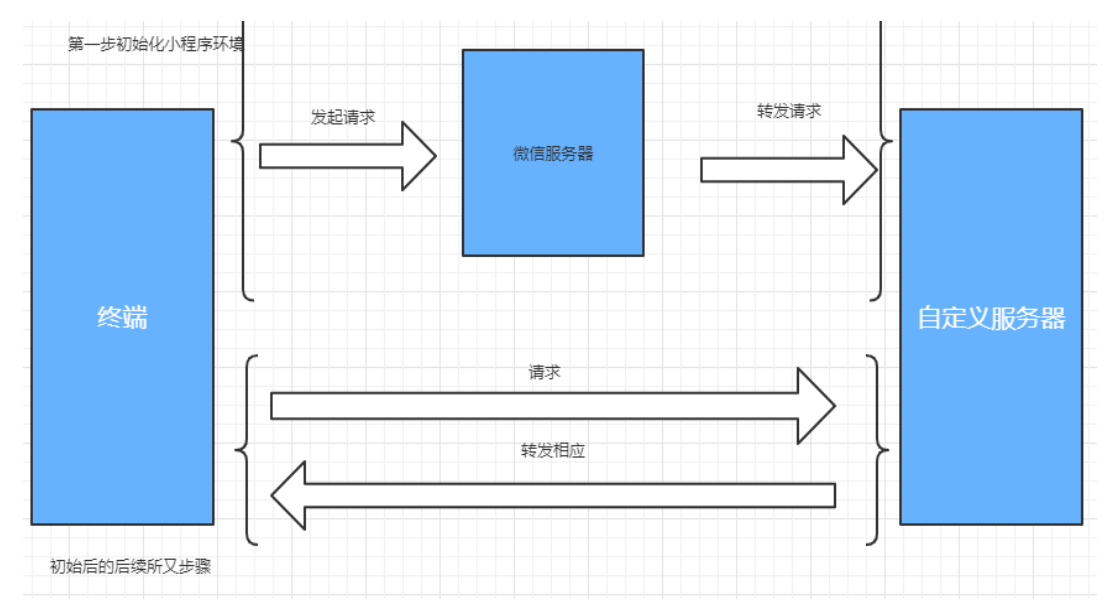 第一步初始化小程序环境
发起请求
转发请求
微信服务器
终端
自定义服务器
请求
转发相应
初始后的后续所又步骤